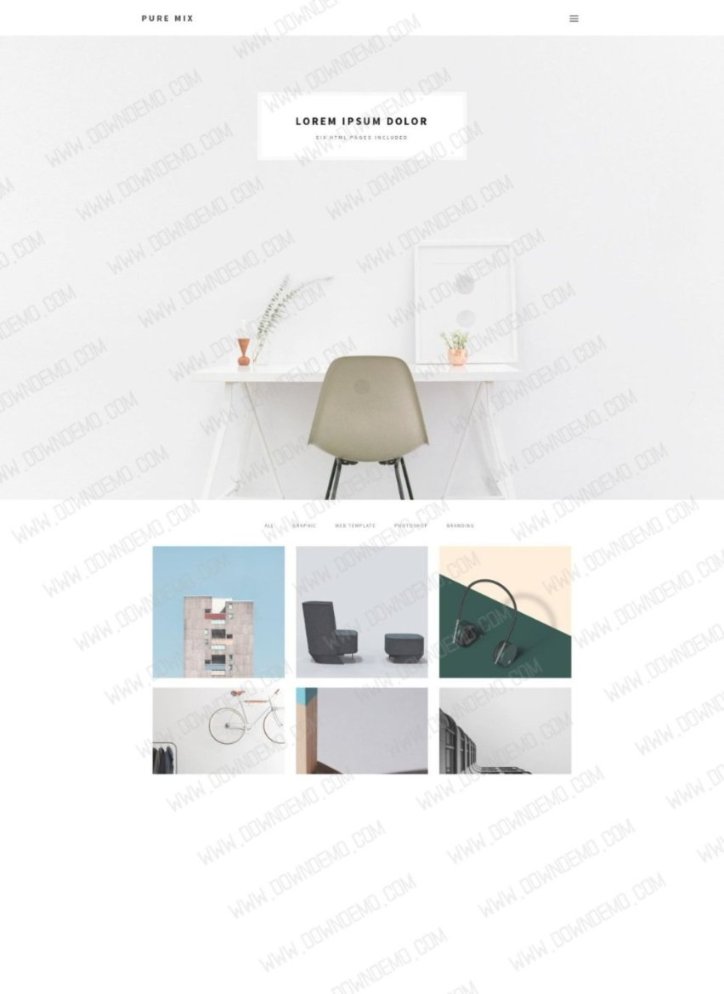 PURE MIX
LOREM IPSUM DOLOR
SIX HTML PAGES INCLUDED
ALL GRAPHIC WEB TEMPLATE PHOTOSHOP BRANDING
WWW.DOWNDEMO.COM